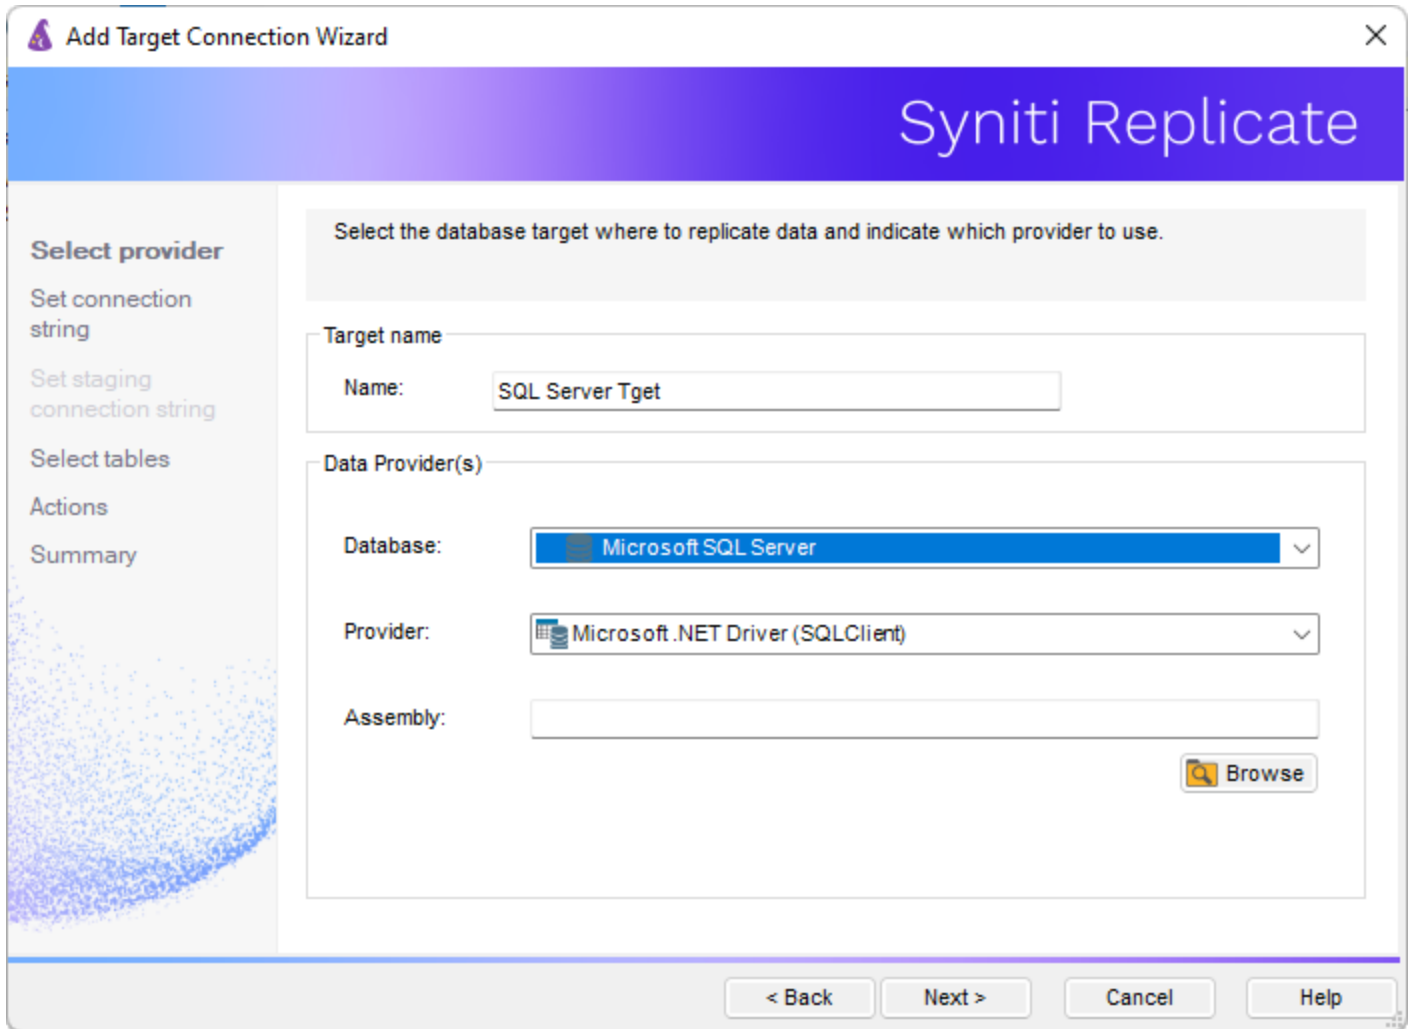 Add Target Connection Wizard
Syniti Replicate
Select provider
Set connection
string
Set staging
connection string
Select tables
Actions
Summary
Select the database target where to replicate data and indicate which provider to use.
Target name
Name:
SQL Server Tget
Data Provider(s)
Database:
Microsoft SQL Server
Provider:
Microsoft .NET Driver (SQLClient)
Assembly:
Browse
< Back
Next >
Cancel
Help